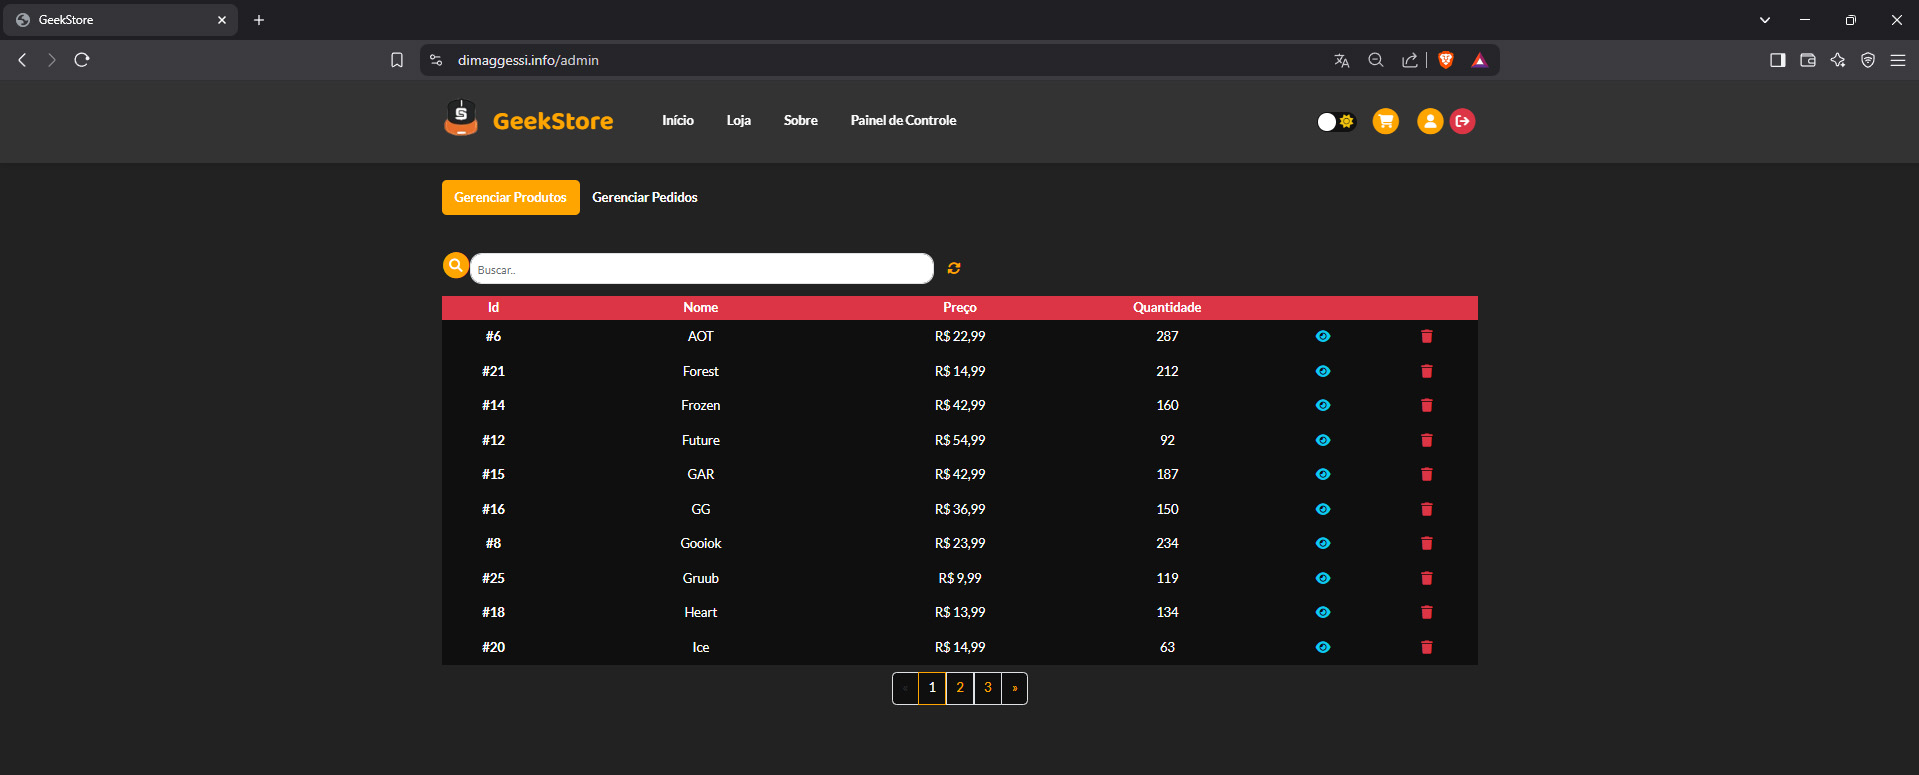 GeekStore
dimaggessi.info/admin
GeekStore Início Loja Sobre Painel de Controle
Gerenciar Produtos Gerenciar Pedidos
Buscar..
Id Nome Preço Quantidade
#6 AOT R$ 22,99 287
#21 Forest R$ 14,99 212
#14 Frozen R$ 42,99 160
#12 Future R$ 54,99 92
#15 GAR R$ 42,99 187
#16 GG R$ 36,99 150
#8 Gooiok R$ 23,99 234
#25 Gruub R$ 9,99 119
#18 Heart R$ 13,99 134
#20 Ice R$ 14,99 63
« 1 2 3 »